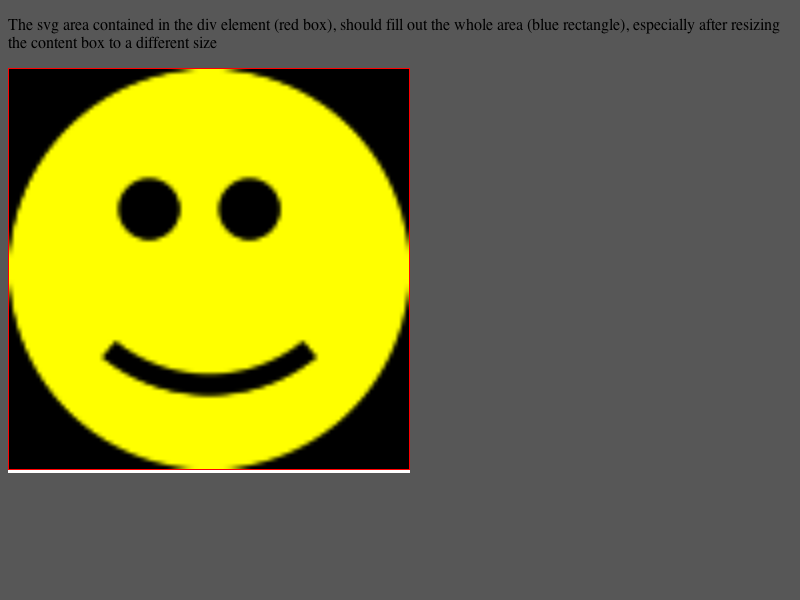 The svg area contained in the div element (red box), should fill out the whole area (blue rectangle), especially after resizing
the content box to a different size